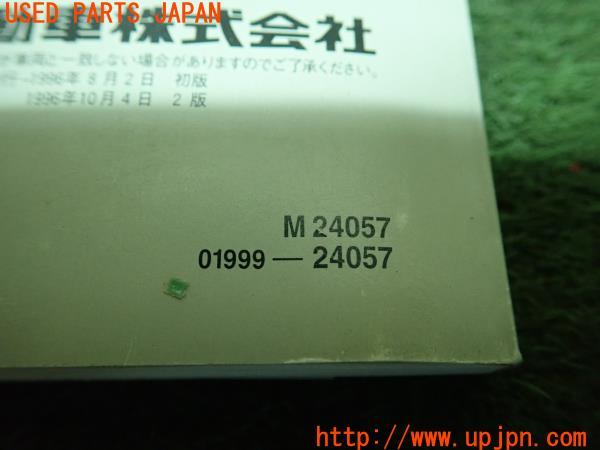 USED PARTS JAPAN
動車株式会社
車両と一致しない場合がありますのでご了承ください。
1996年8月2日 初版
1996年10月4日 2版
M 24057
01999 — 24057
UPJ http://www.upjpn.com/